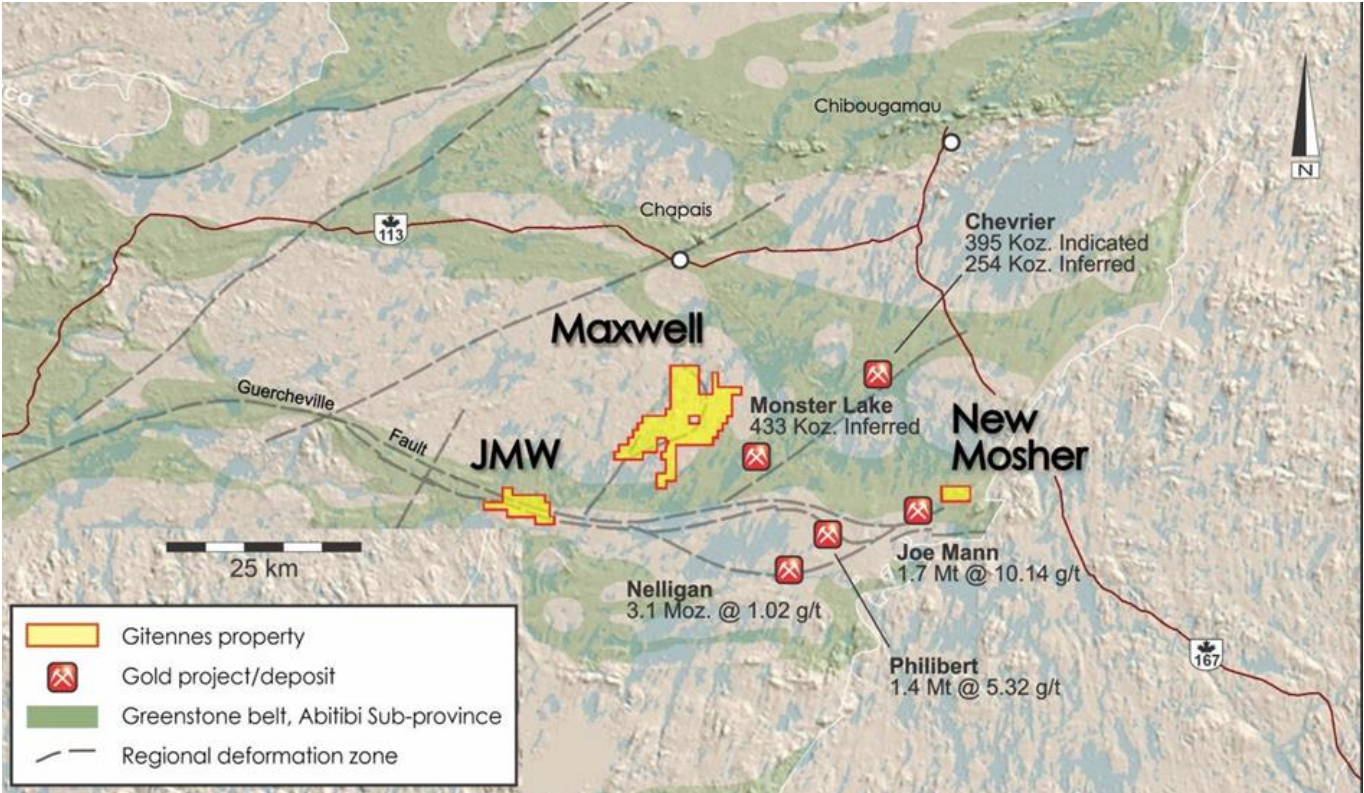 Ca
Chibougamau
N
Chapais
113
Chevrier
395 Koz. Indicated
254 Koz. Inferred
Maxwell
Guercheville
Fault
Monster Lake
433 Koz. Inferred
New
Mosher
JMW
25 km
Joe Mann
1.7 Mt @ 10.14 g/t
Nelligan
3.1 Moz. @ 1.02 g/t
Philibert
1.4 Mt @ 5.32 g/t
167
Gitennes property
Gold project/deposit
Greenstone belt, Abitibi Sub-province
Regional deformation zone